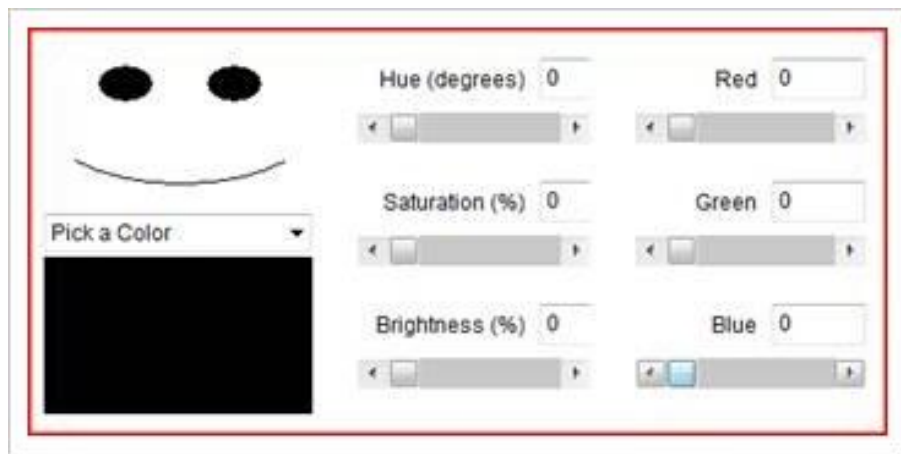 Hue (degrees) 0
Red 0
Saturation (%) 0
Green 0
Pick a Color
Brightness (%) 0
Blue 0